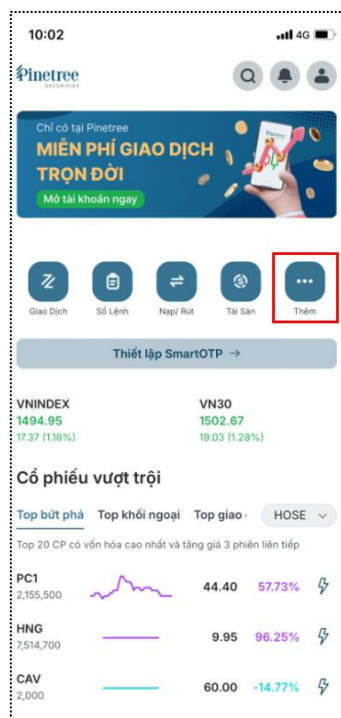 10:02
4G
Pinetree
SECURITIES
Chỉ có tại Pinetree
MIỄN PHÍ GIAO DỊCH
TRỌN ĐỜI
Mở tài khoản ngay
Giao Dịch
Sổ Lệnh
Nạp/ Rút
Tài Sản
Thêm
Thiết lập SmartOTP →
VNINDEX
VN30
1494.95
1502.67
17.37 (1.18%)
19.03 (1.28%)
Cổ phiếu vượt trội
Top bứt phá Top khối ngoại Top giao HOSE
Top 20 CP có vốn hóa cao nhất và tăng giá 3 phiên liên tiếp
PC1
2,155,500
44.40 57.73%
HNG
7,514,700
9.95 96.25%
CAV
2,000
60.00 -14.77%